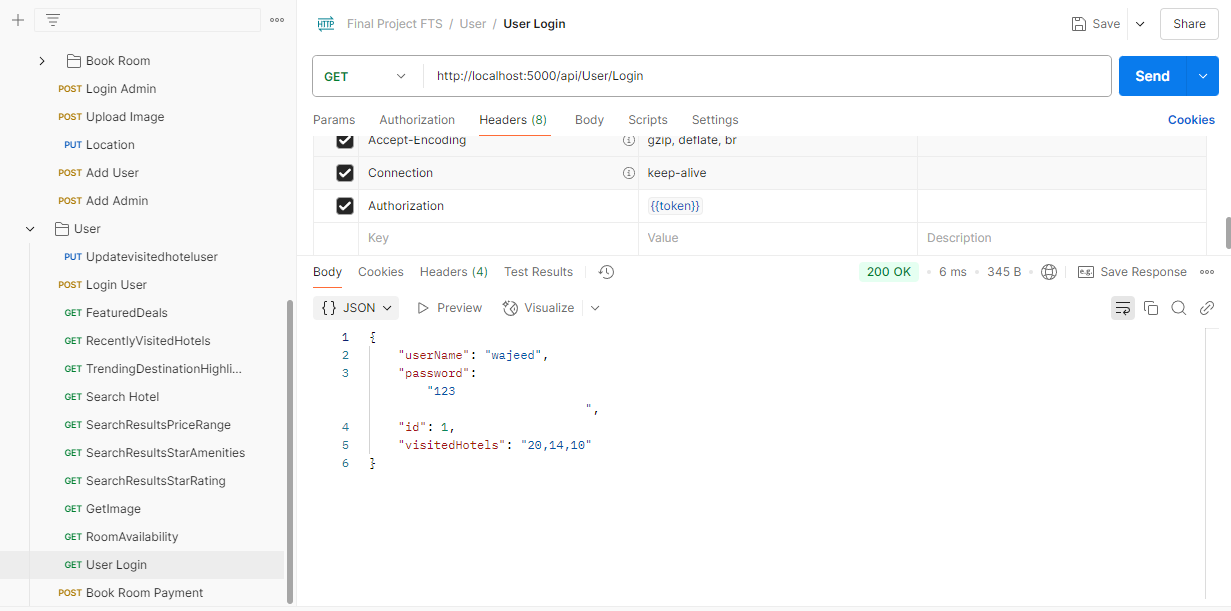 HTTP Final Project FTS / User / User Login Save Share
Book Room
POST Login Admin
POST Upload Image
PUT Location
POST Add User
POST Add Admin
User
PUT Updatevisitedhoteluser
POST Login User
GET FeaturedDeals
GET RecentlyVisitedHotels
GET TrendingDestinationHighli...
GET Search Hotel
GET SearchResultsPriceRange
GET SearchResultsStarAmenities
GET SearchResultsStarRating
GET GetImage
GET RoomAvailability
GET User Login
POST Book Room Payment
GET http://localhost:5000/api/User/Login Send
Params Authorization Headers (8) Body Scripts Settings Cookies
Accept-Encoding gzip, deflate, br
Connection keep-alive
Authorization {{token}}
Key Value Description
Body Cookies Headers (4) Test Results 200 OK • 6 ms • 345 B • e.g. Save Response
{} JSON Preview Visualize
1 {
2 "userName": "wajeed",
3 "password":
"123
",
4 "id": 1,
5 "visitedHotels": "20,14,10"
6 }